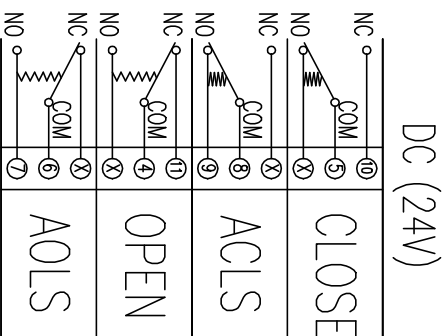 DC (24V)
NC 10
COM 5 CLOSE
NO X
NC X
COM 8 ACLS
NO 9
NC 11
COM 4 OPEN
NO X
NC X
COM 6 AOLS
NO 7